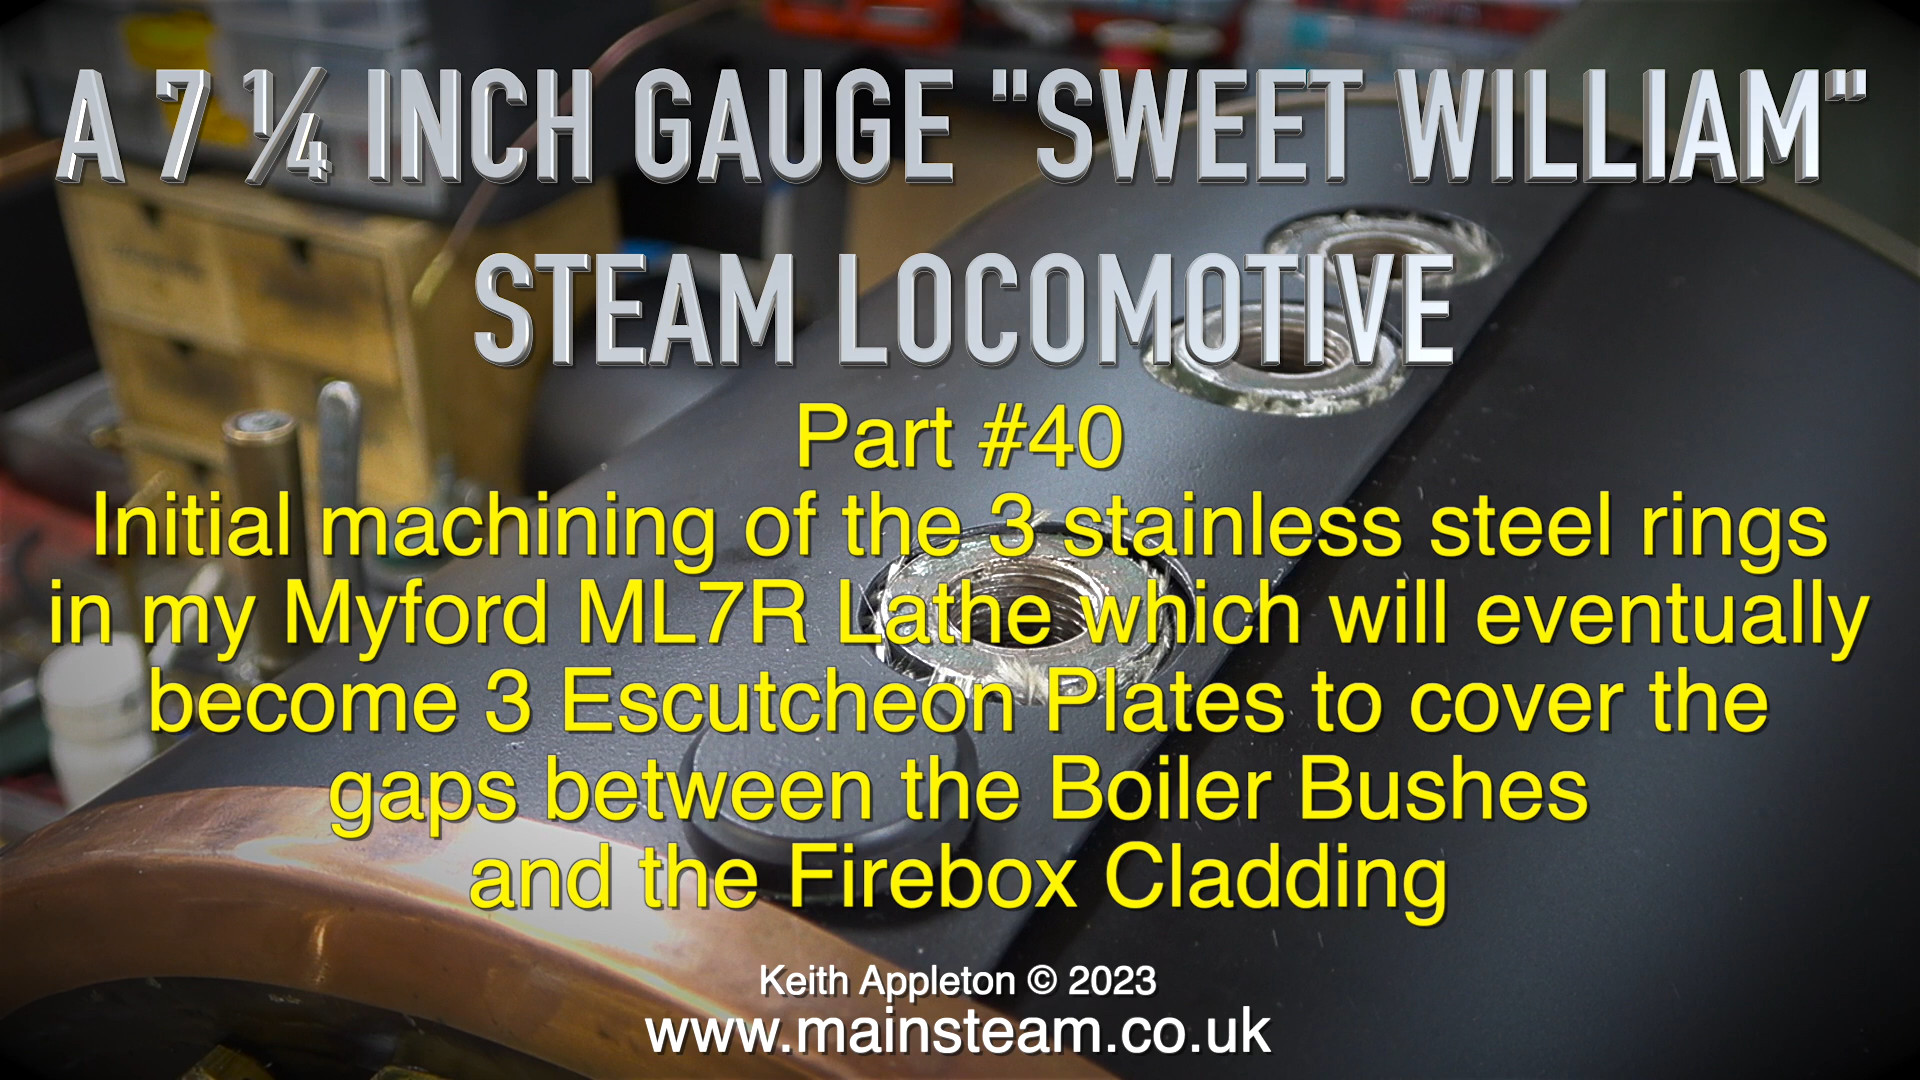 A 7 ¼ INCH GAUGE "SWEET WILLIAM"
STEAM LOCOMOTIVE
Part #40
Initial machining of the 3 stainless steel rings
in my Myford ML7R Lathe which will eventually
become 3 Escutcheon Plates to cover the
gaps between the Boiler Bushes
and the Firebox Cladding
Keith Appleton © 2023
www.mainsteam.co.uk